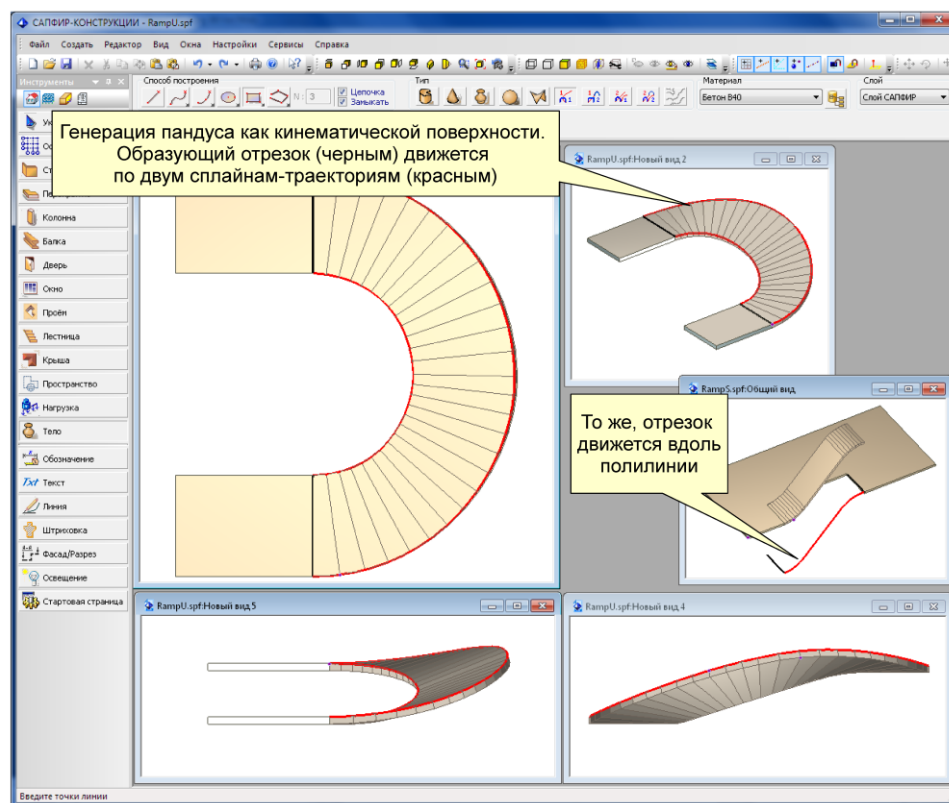 САПФИР-КОНСТРУКЦИИ - RampU.spf
Файл Создать Редактор Вид Окна Настройки Сервисы Справка
Инструменты
Способ построения
N: 3
Цепочка
Замыкать
Тип
Материал
Бетон B40
Слой
Слой САПФИР
Генерация пандуса как кинематической поверхности.
Образующий отрезок (черным) движется
по двум сплайнам-траекториям (красным)
Колонна
Балка
Дверь
Окно
Проём
Лестница
Крыша
Пространство
Нагрузка
Тело
Обозначение
Txt Текст
Линия
Штриховка
Фасад/Разрез
Освещение
Стартовая страница
RampU.spf:Новый вид 2
RampS.spf:Общий вид
То же, отрезок
движется вдоль
полилинии
RampU.spf:Новый вид 5
RampU.spf:Новый вид 4
Введите точки линии